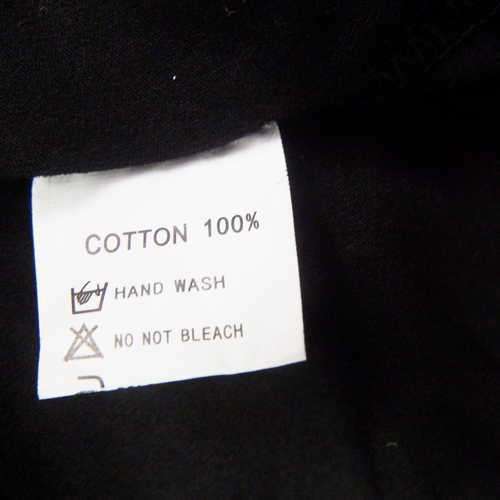 COTTON 100%
HAND WASH
NO NOT BLEACH